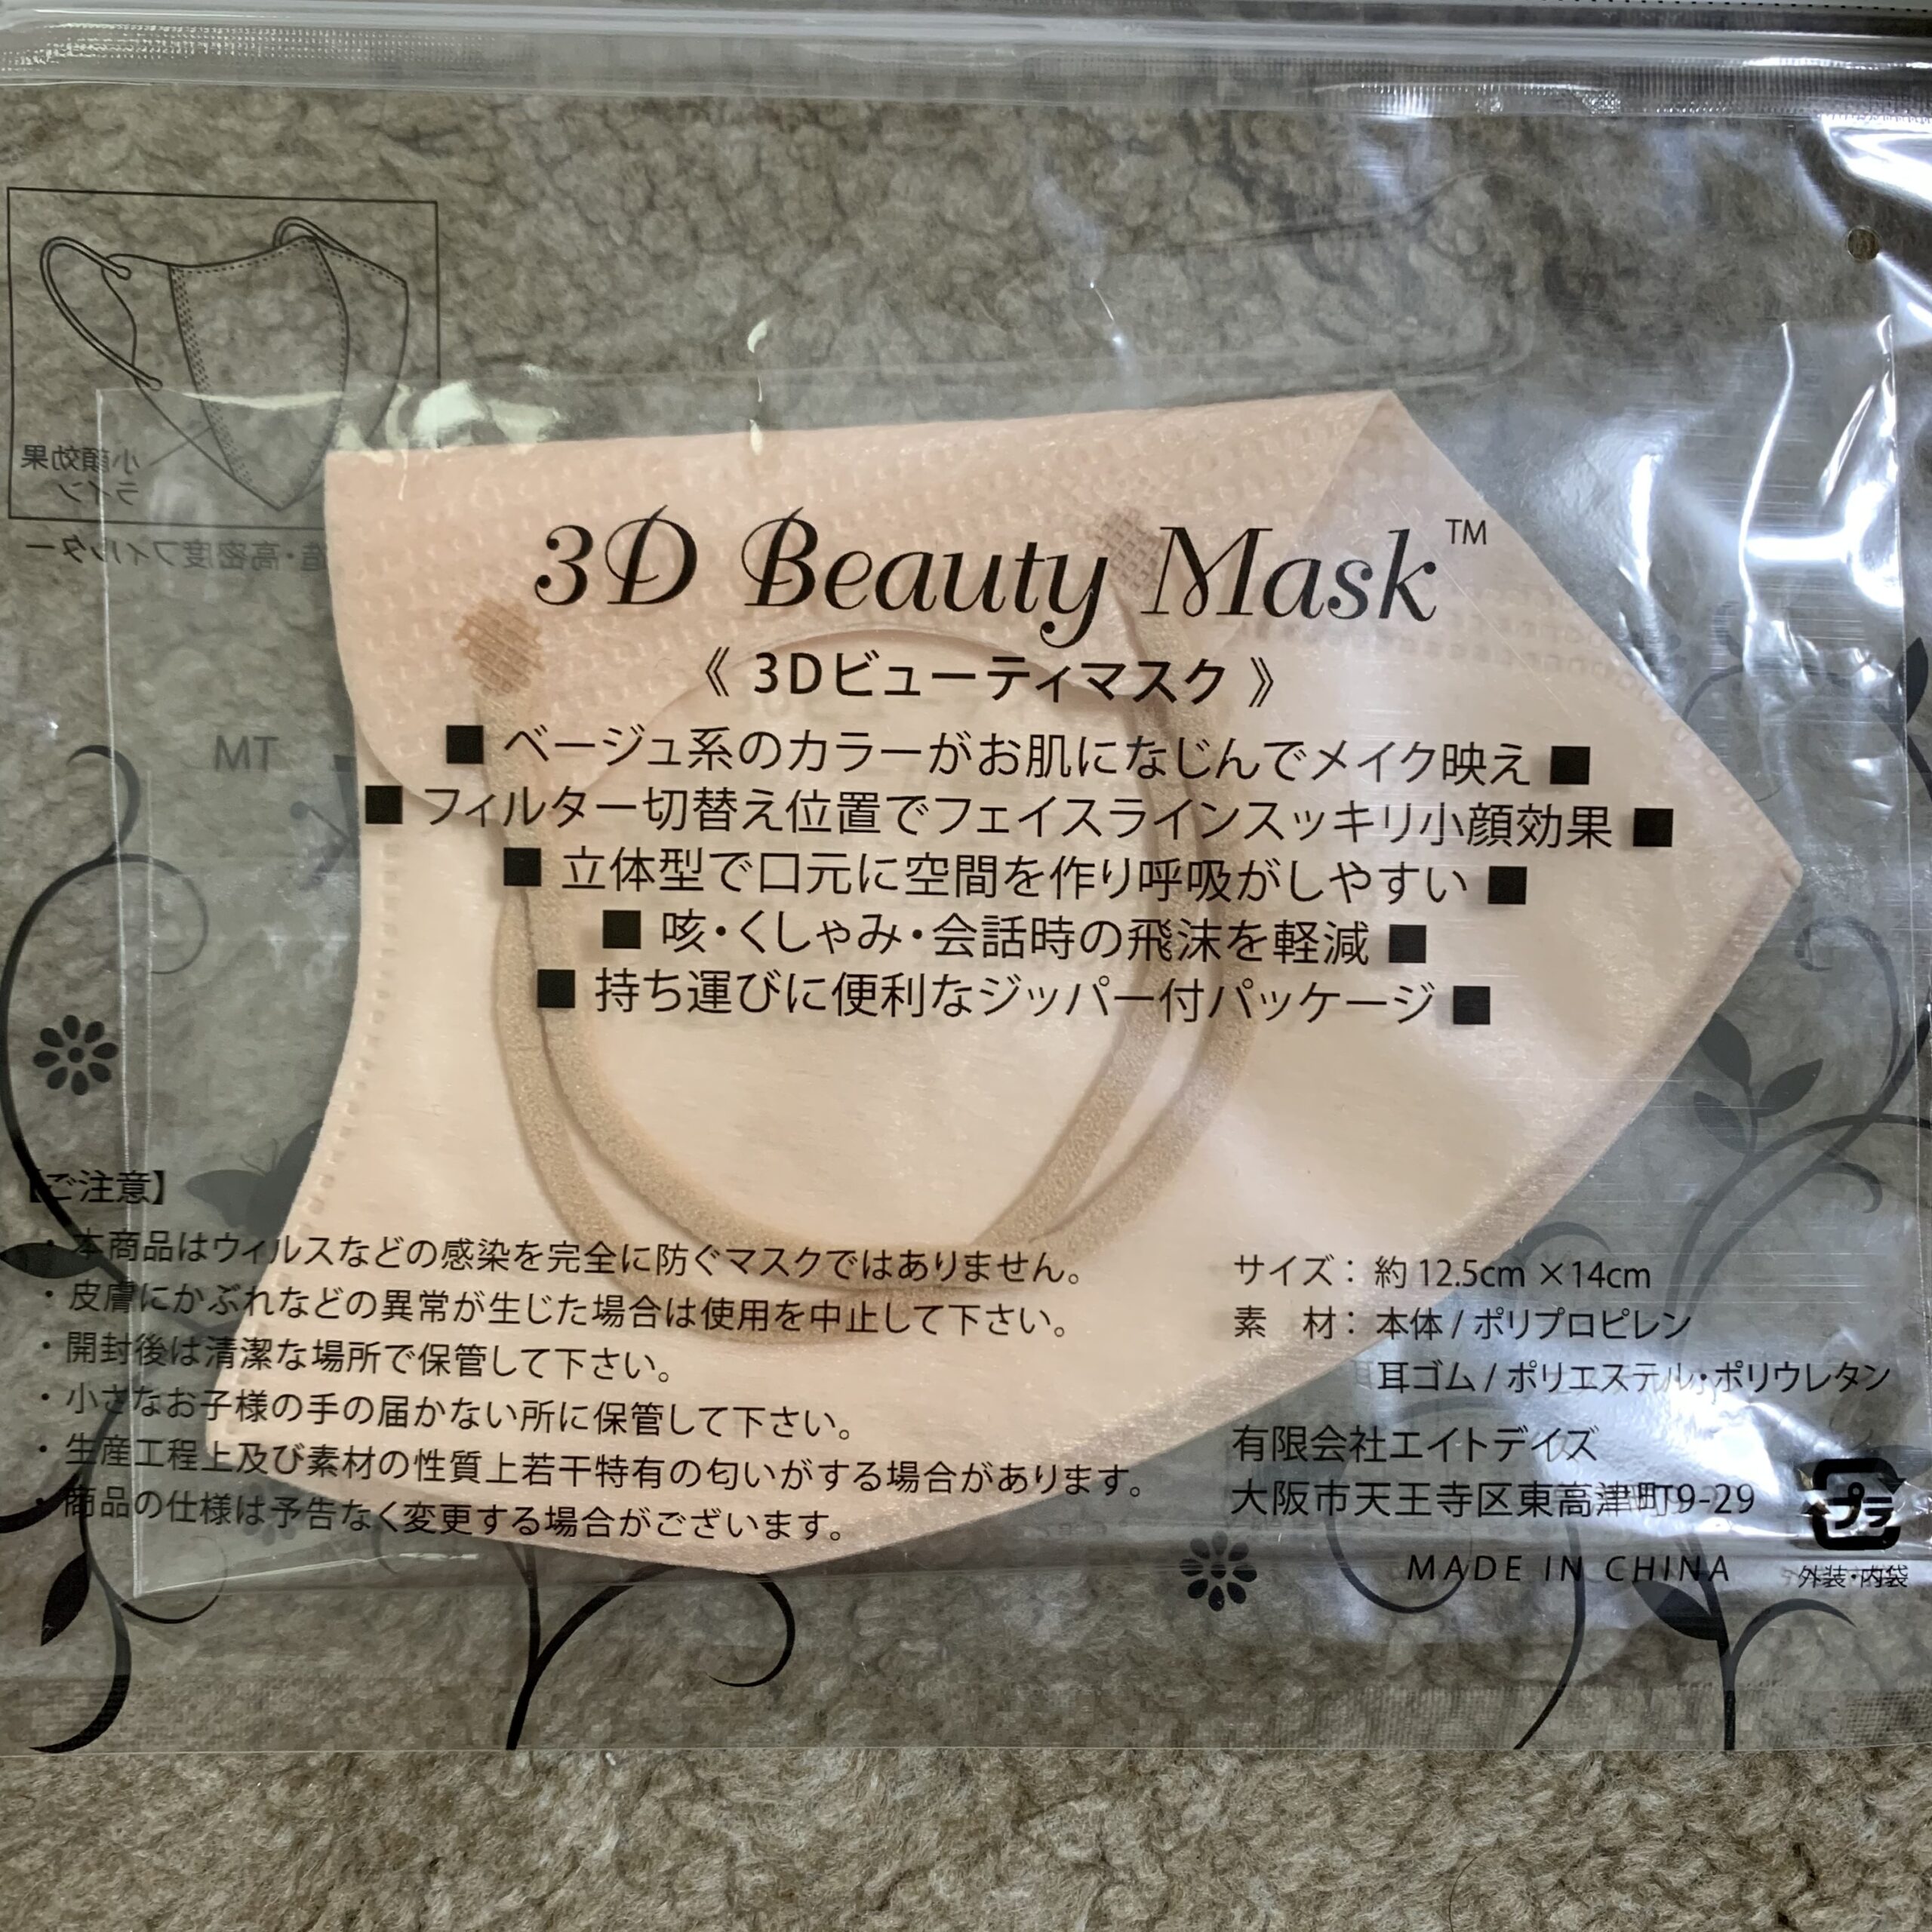 小顔効果
ライン
造・高密度フィルター
3D Beauty Mask™
《 3Dビューティマスク 》
■ ベージュ系のカラーがお肌になじんでメイク映え ■
■ フィルター切替え位置でフェイスラインスッキリ小顔効果 ■
■ 立体型で口元に空間を作り呼吸がしやすい ■
■ 咳・くしゃみ・会話時の飛沫を軽減 ■
■ 持ち運びに便利なジッパー付パッケージ ■
TM
【ご注意】
・本商品はウィルスなどの感染を完全に防ぐマスクではありません。
・皮膚にかぶれなどの異常が生じた場合は使用を中止して下さい。
・開封後は清潔な場所で保管して下さい。
・小さなお子様の手の届かない所に保管して下さい。
・生産工程上及び素材の性質上若干特有の匂いがする場合があります。
・商品の仕様は予告なく変更する場合がございます。
サイズ： 約 12.5cm ×14cm
素　材： 本体 / ポリプロピレン
耳ゴム / ポリエステル・ポリウレタン
有限会社エイトデイズ
大阪市天王寺区東高津町9-29
MADE IN CHINA
プラ
外装・内袋